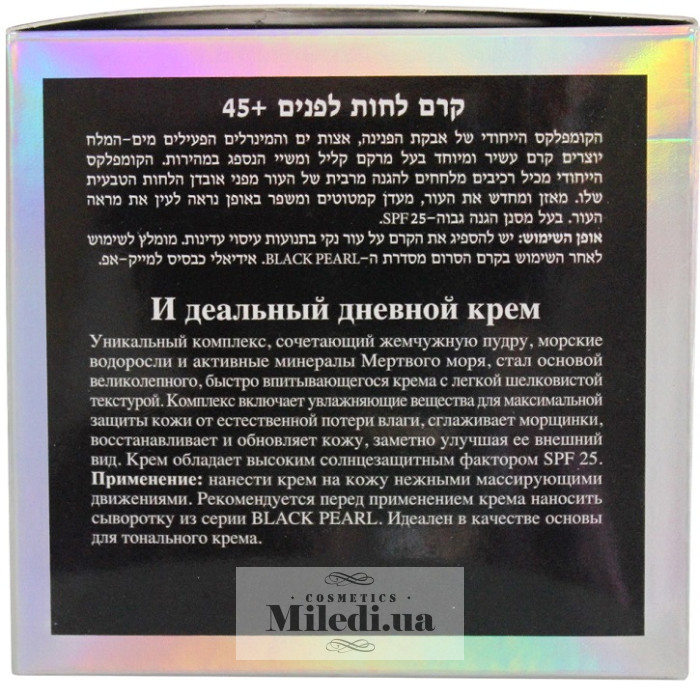 קרם לחות לפנים +45
הקומפלקס הייחודי של אבקת הפנינה, אצות ים והמינרלים הפעילים מים-המלח
יוצרים קרם עשיר ומיוחד בעל מרקם קליל ומשיי הנספג במהירות. הקומפלקס
הייחודי מכיל רכיבים מלחחים להגנה מרבית של העור מפני אובדן הלחות הטבעית
שלו. מאזן ומחדש את העור, מעדן קמטוטים ומשפר באופן נראה לעין את מראה
העור. בעל מסנן הגנה גבוה-SPF 25.
אופן השימוש: יש להספיג את הקרם על עור נקי בתנועות עיסוי עדינות. מומלץ לשימוש
לאחר השימוש בקרם הסרום מסדרת ה-BLACK PEARL. אידיאלי כבסיס למייק-אפ.
И деальный дневной крем
Уникальный комплекс, сочетающий жемчужную пудру, морские
водоросли и активные минералы Мертвого моря, стал основой
великолепного, быстро впитывающегося крема с легкой шелковистой
текстурой. Комплекс включает увлажняющие вещества для максимальной
защиты кожи от естественной потери влаги, сглаживает морщинки,
восстанавливает и обновляет кожу, заметно улучшая ее внешний
вид. Крем обладает высоким солнцезащитным фактором SPF 25.
Применение: нанести крем на кожу нежными массирующими
движениями. Рекомендуется перед применением крема наносить
сыворотку из серии BLACK PEARL. Идеален в качестве основы
для тонального крема.
· COSMETICS ·
Miledi.ua